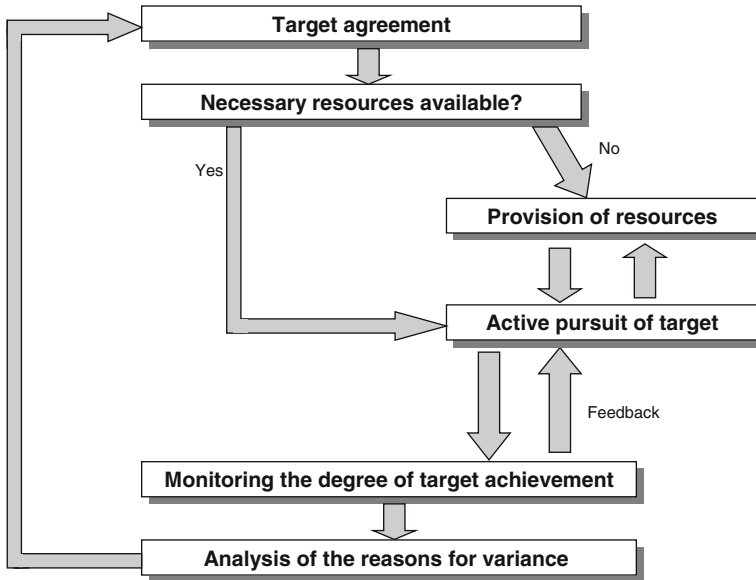 Target agreement
Necessary resources available?
No
Yes
Provision of resources
Active pursuit of target
Feedback
Monitoring the degree of target achievement
Analysis of the reasons for variance